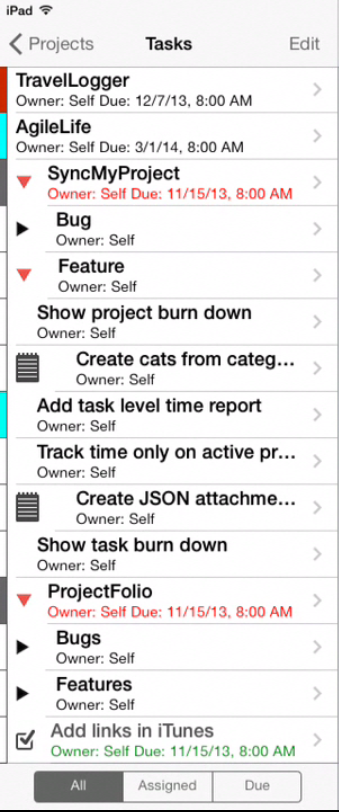 iPad
Projects Tasks Edit
TravelLogger
Owner: Self Due: 12/7/13, 8:00 AM
AgileLife
Owner: Self Due: 3/1/14, 8:00 AM
SyncMyProject
Owner: Self Due: 11/15/13, 8:00 AM
Bug
Owner: Self
Feature
Owner: Self
Show project burn down
Owner: Self
Create cats from categ...
Owner: Self
Add task level time report
Owner: Self
Track time only on active pr...
Owner: Self
Create JSON attachme...
Owner: Self
Show task burn down
Owner: Self
ProjectFolio
Owner: Self Due: 11/15/13, 8:00 AM
Bugs
Owner: Self
Features
Owner: Self
Add links in iTunes
Owner: Self Due: 11/15/13, 8:00 AM
All Assigned Due